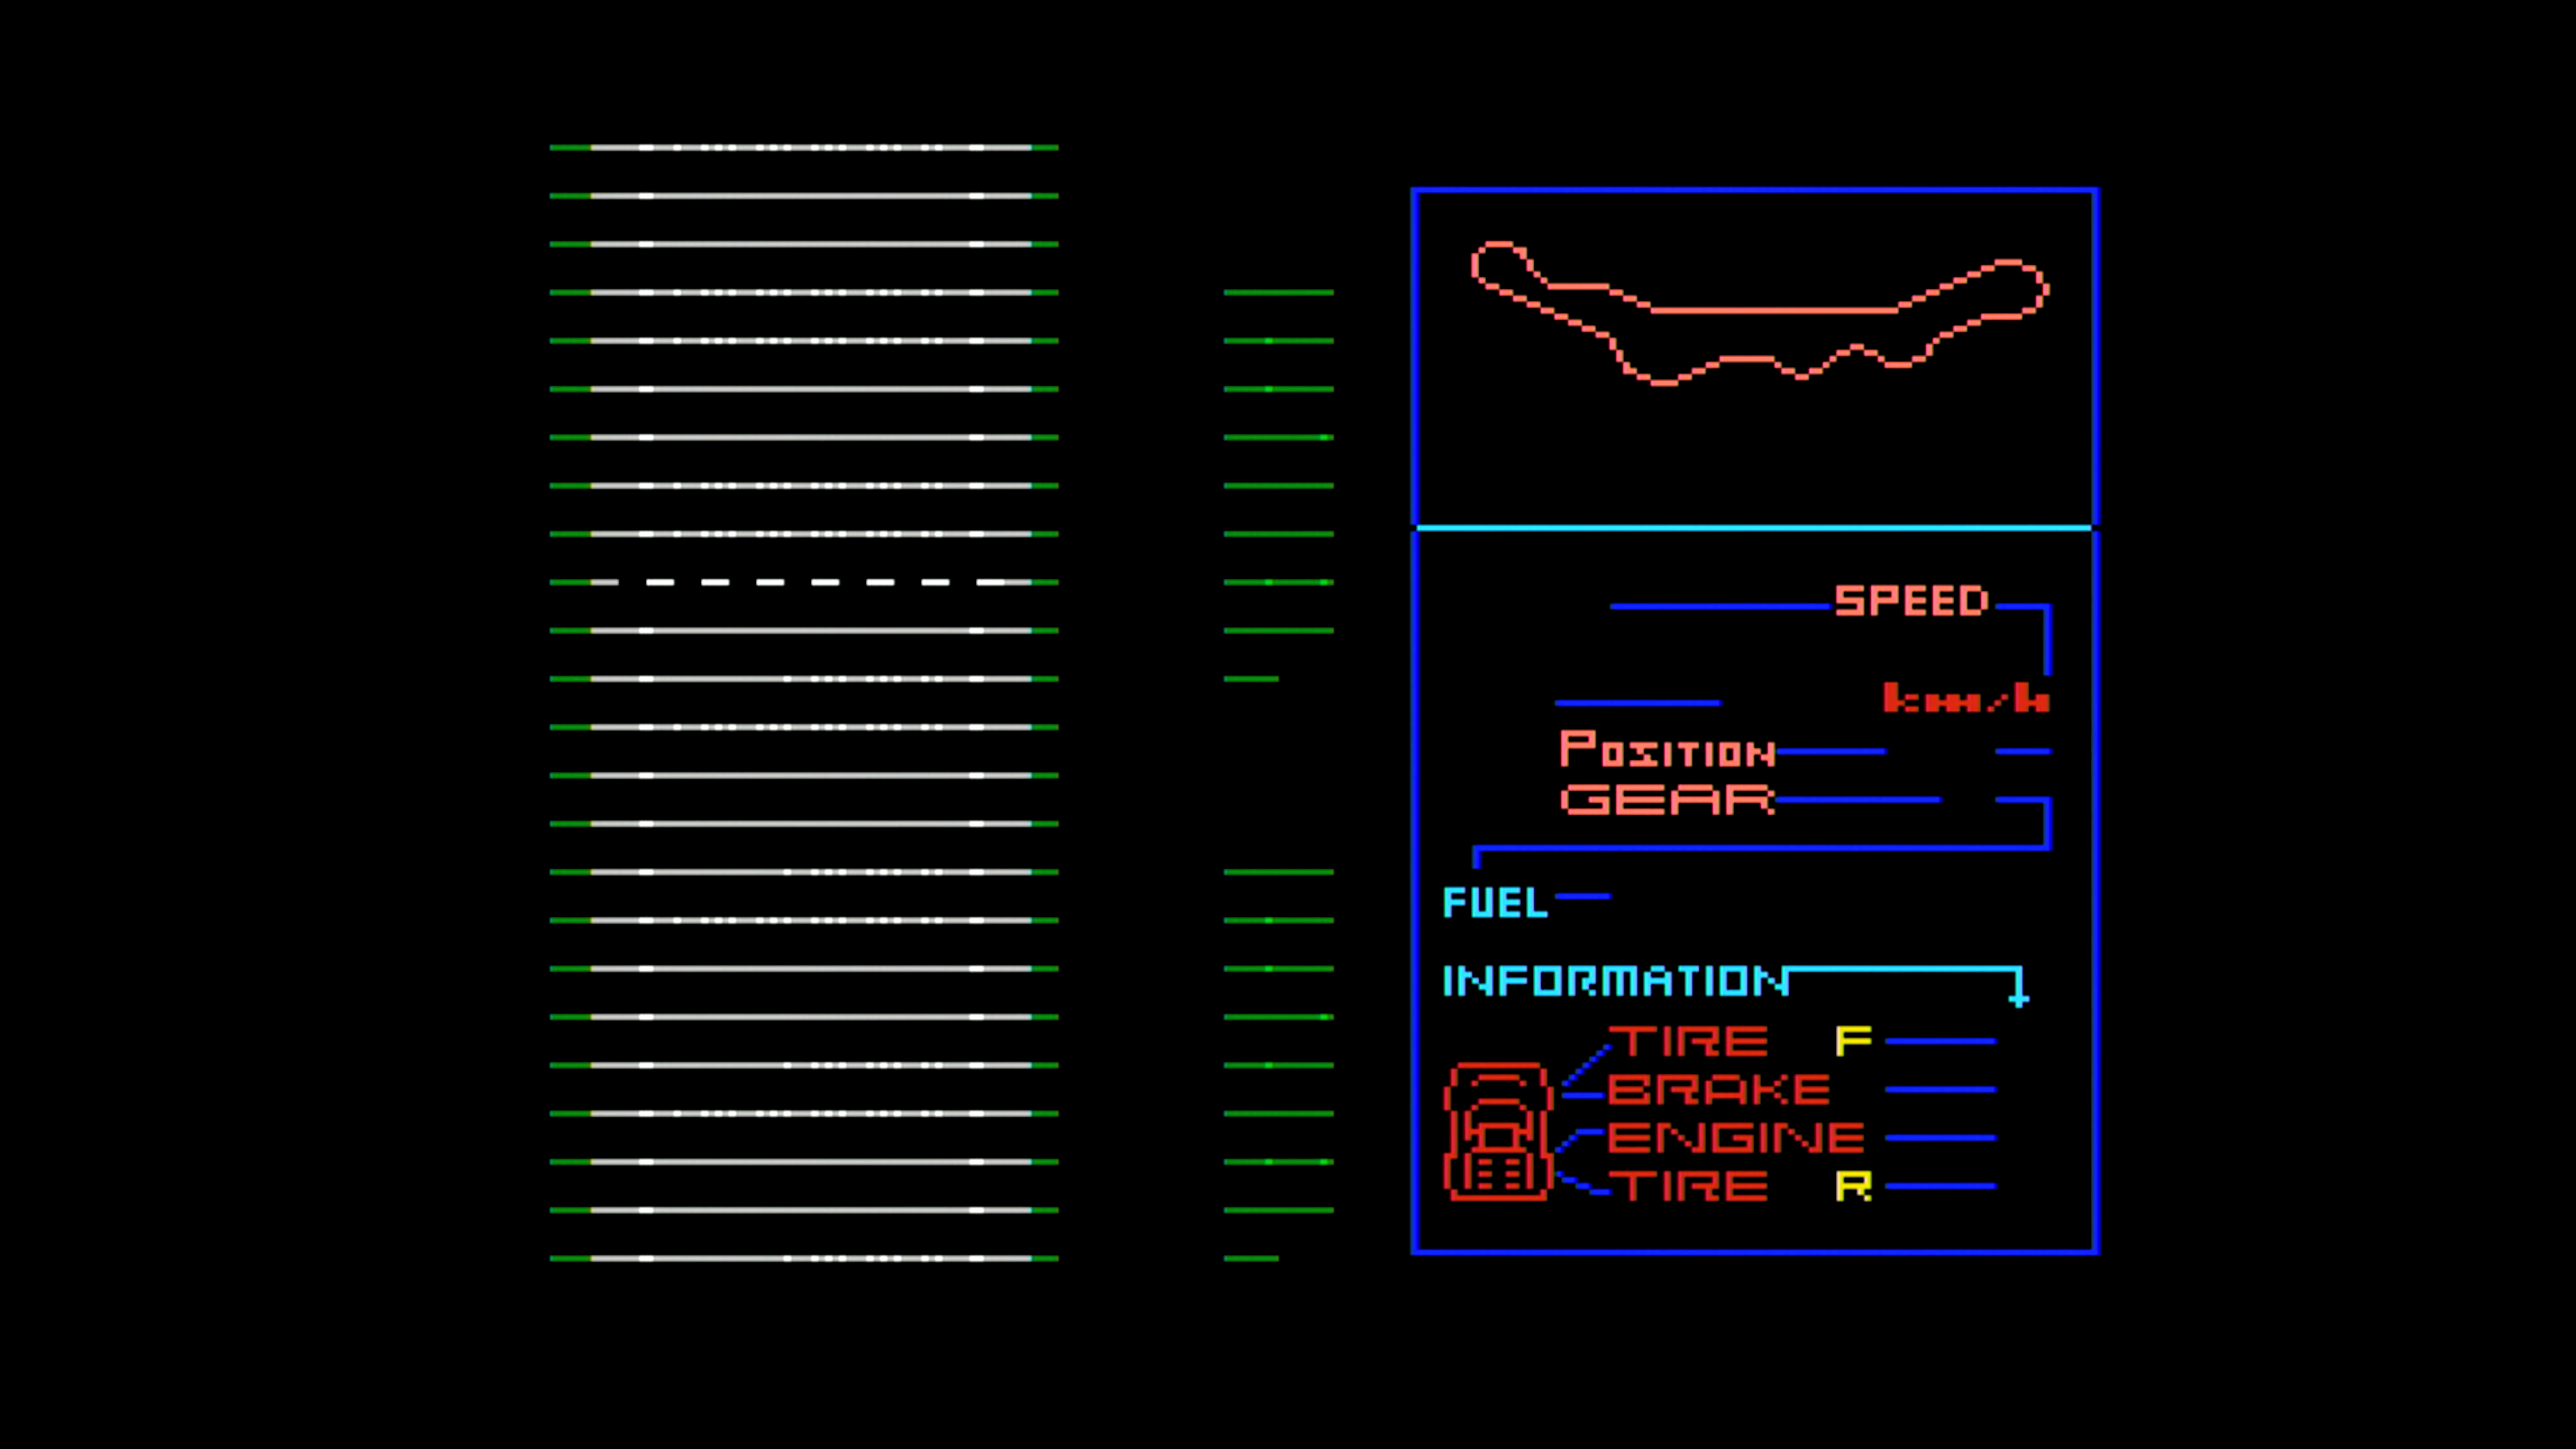 SPEED
km/h
POSITION
GEAR
FUEL
INFORMATION
TIRE F
BRAKE
ENGINE
TIRE R